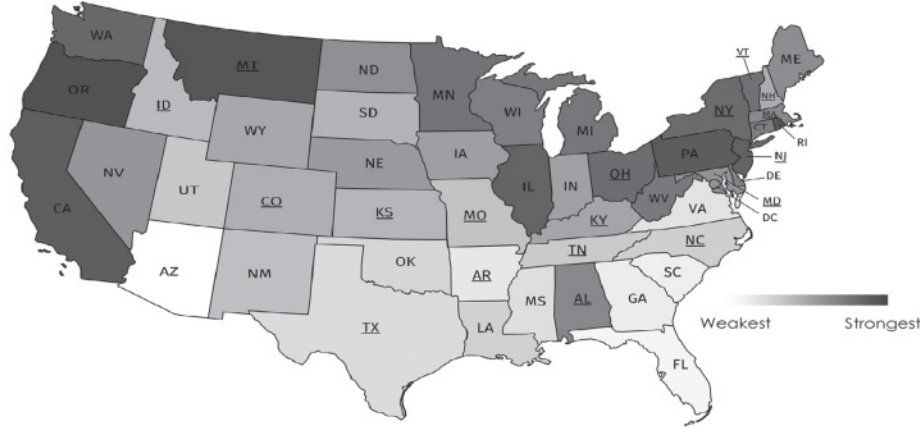 WA
MT
ND
MN
VT
ME
OR
ID
SD
WI
NY
NH
MA
CT
RI
WY
MI
IA
PA
NJ
NV
NE
OH
DE
UT
IL
IN
MD
CO
WV
VA
DC
CA
KS
MO
KY
NC
TN
AZ
NM
OK
AR
SC
MS
AL
GA
TX
LA
FL
Weakest
Strongest